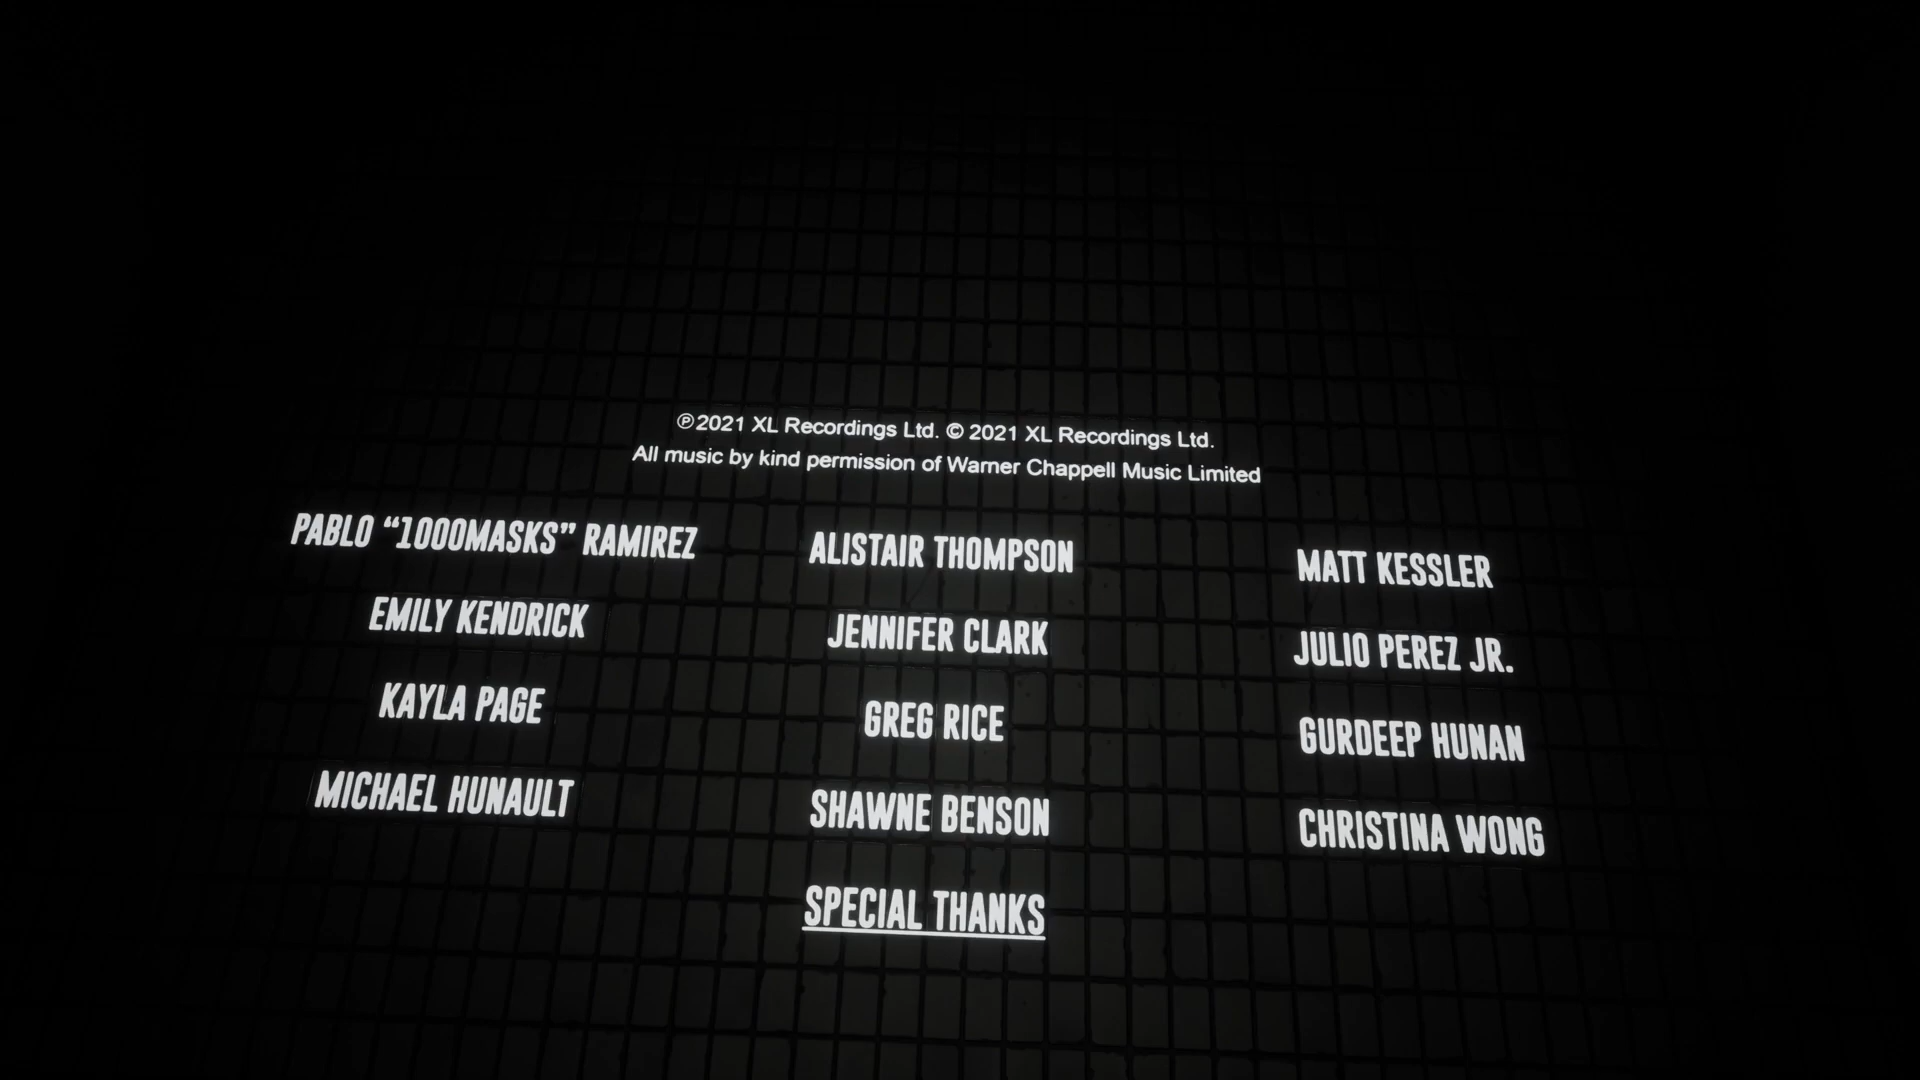 ℗2021 XL Recordings Ltd. © 2021 XL Recordings Ltd.
All music by kind permission of Warner Chappell Music Limited
PABLO “1000MASKS” RAMIREZ ALISTAIR THOMPSON MATT KESSLER
EMILY KENDRICK JENNIFER CLARK JULIO PEREZ JR.
KAYLA PAGE GREG RICE GURDEEP HUNAN
MICHAEL HUNAULT SHAWNE BENSON CHRISTINA WONG
SPECIAL THANKS